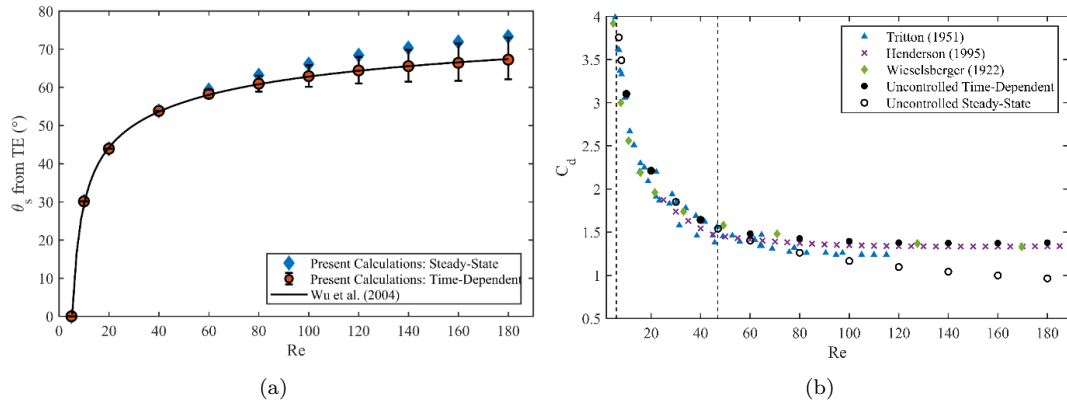 80
70
60
50
40
30
20
10
0
θs from TE (°)
0 20 40 60 80 100 120 140 160 180
Re
Present Calculations: Steady-State
Present Calculations: Time-Dependent
Wu et al. (2004)
(a)
4
3.5
3
2.5
2
1.5
1
0.5
Cd
20 40 60 80 100 120 140 160 180
Re
Tritton (1951)
Henderson (1995)
Wieselsberger (1922)
Uncontrolled Time-Dependent
Uncontrolled Steady-State
(b)